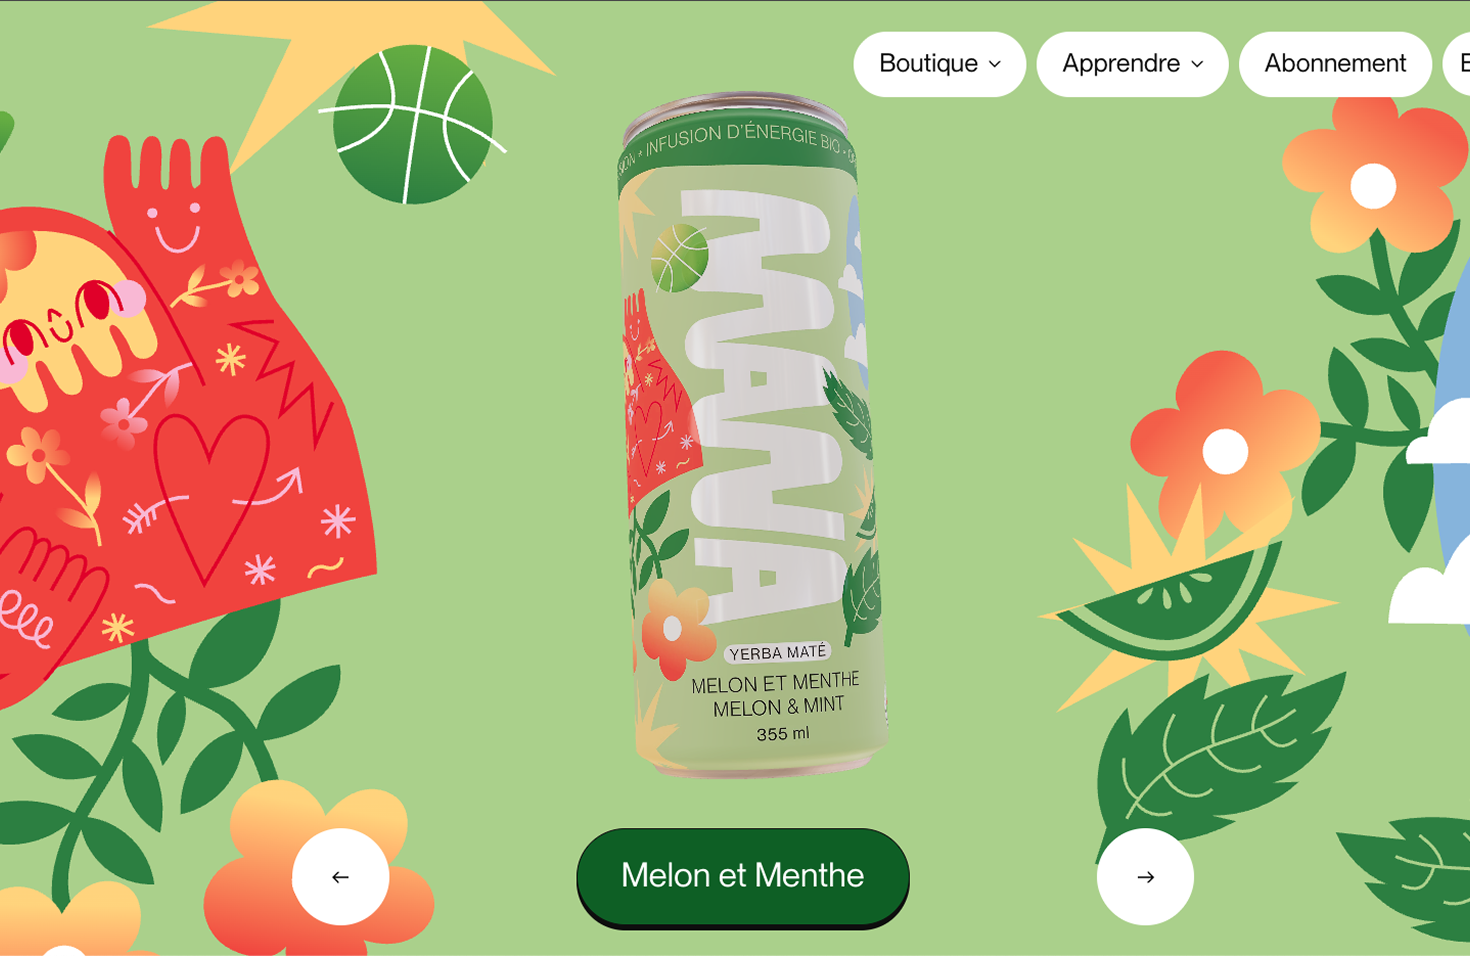 Boutique
Apprendre
Abonnement
INFUSION D'ÉNERGIE BIO
MANA
YERBA MATÉ
MELON ET MENTHE
MELON & MINT
355 ml
Melon et Menthe